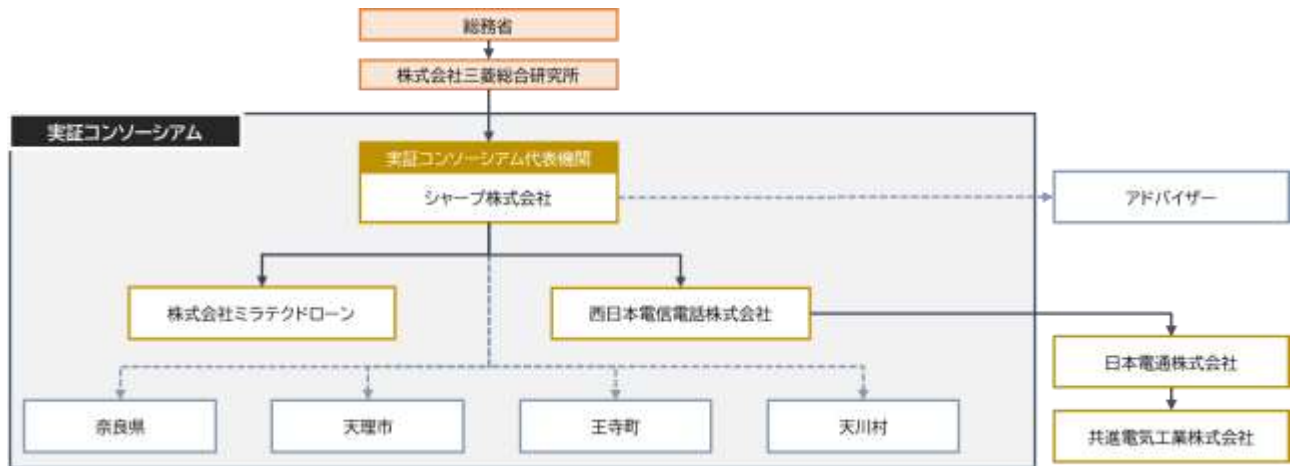 総務省
株式会社三菱総合研究所
実証コンソーシアム
実証コンソーシアム代表機関
シャープ株式会社
アドバイザー
株式会社ミラテクドローン
西日本電信電話株式会社
日本電通株式会社
奈良県
天理市
王寺町
天川村
共進電気工業株式会社